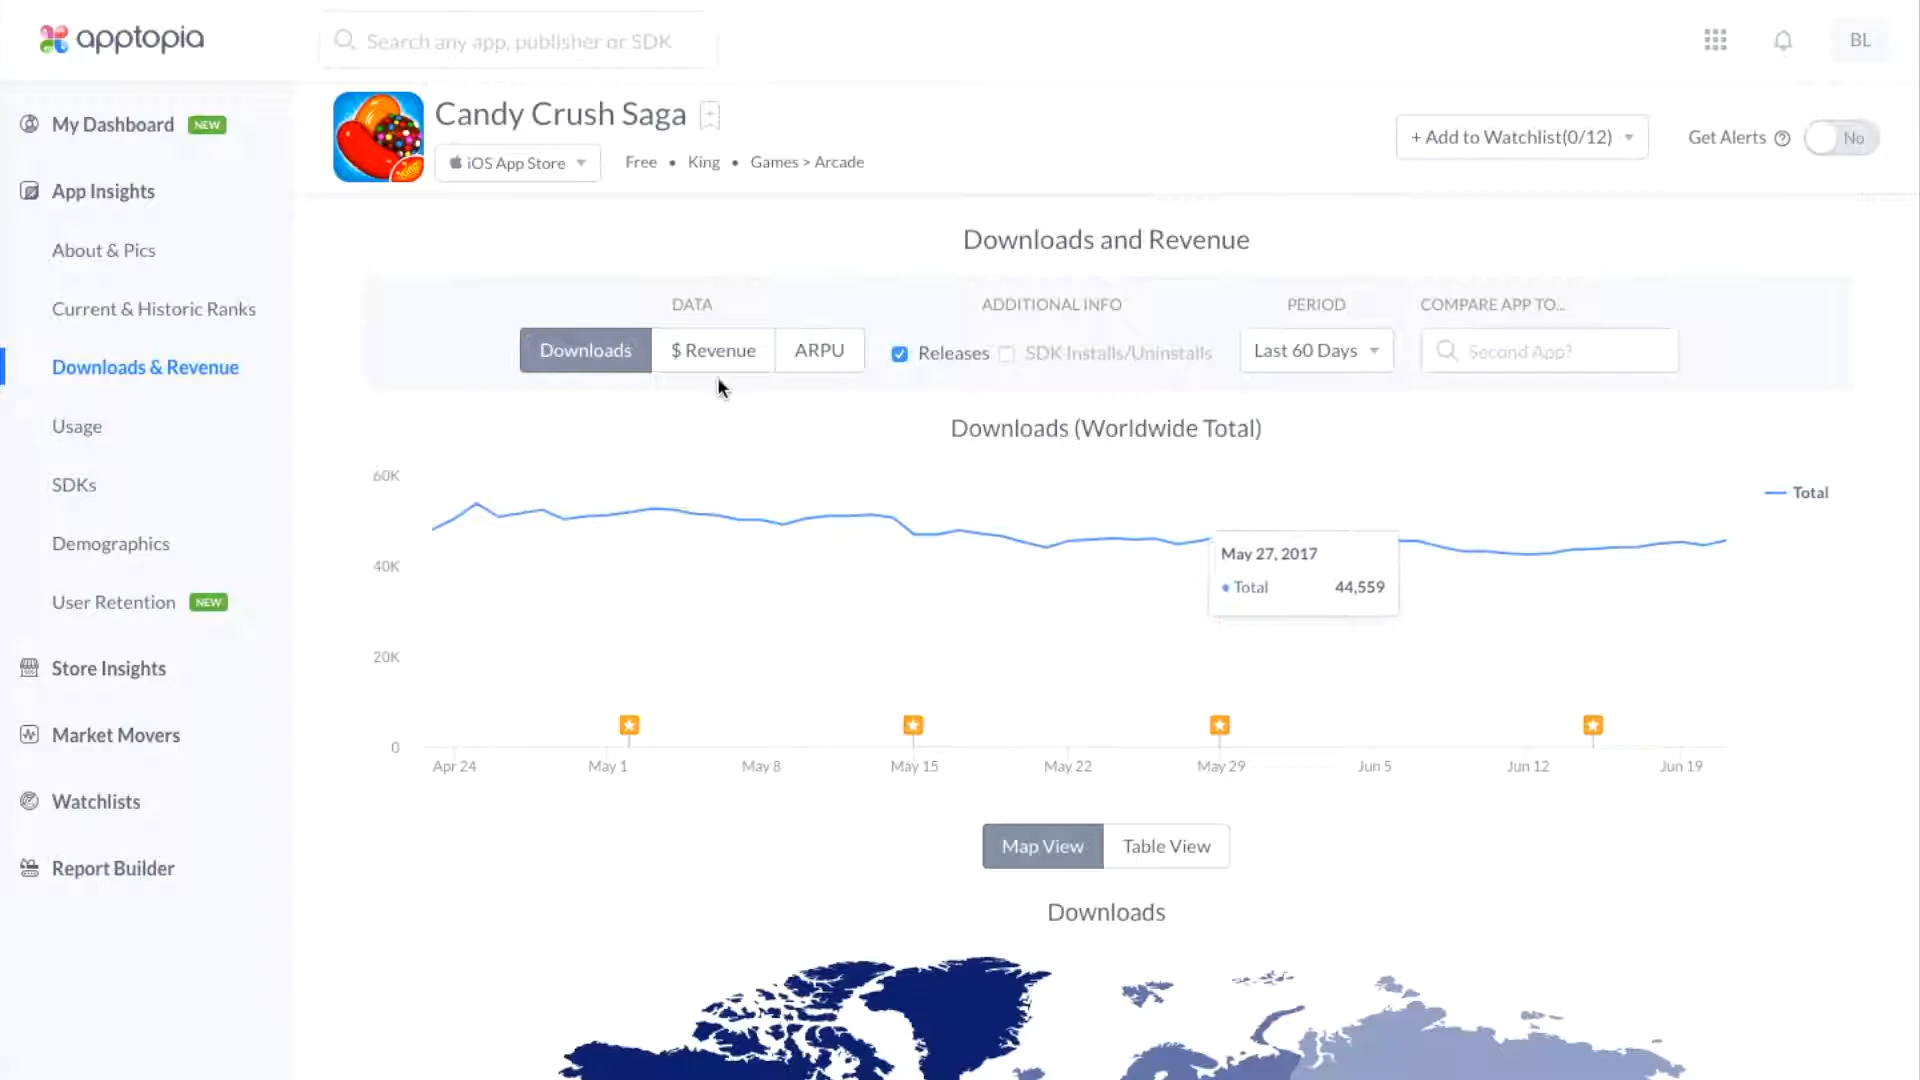 apptopia
Search any app, publisher or SDK
BL
My Dashboard NEW
App Insights
About & Pics
Current & Historic Ranks
Downloads & Revenue
Usage
SDKs
Demographics
User Retention NEW
Store Insights
Market Movers
Watchlists
Report Builder
Candy Crush Saga
iOS App Store
Free • King • Games > Arcade
+ Add to Watchlist(0/12)
Get Alerts ?
No
Downloads and Revenue
DATA
ADDITIONAL INFO
PERIOD
COMPARE APP TO...
Downloads
$ Revenue
ARPU
Releases
SDK Installs/Uninstalls
Last 60 Days
Second App?
Downloads (Worldwide Total)
60K
40K
20K
0
Total
May 27, 2017
• Total 44,559
Apr 24
May 1
May 8
May 15
May 22
May 29
Jun 5
Jun 12
Jun 19
Map View
Table View
Downloads